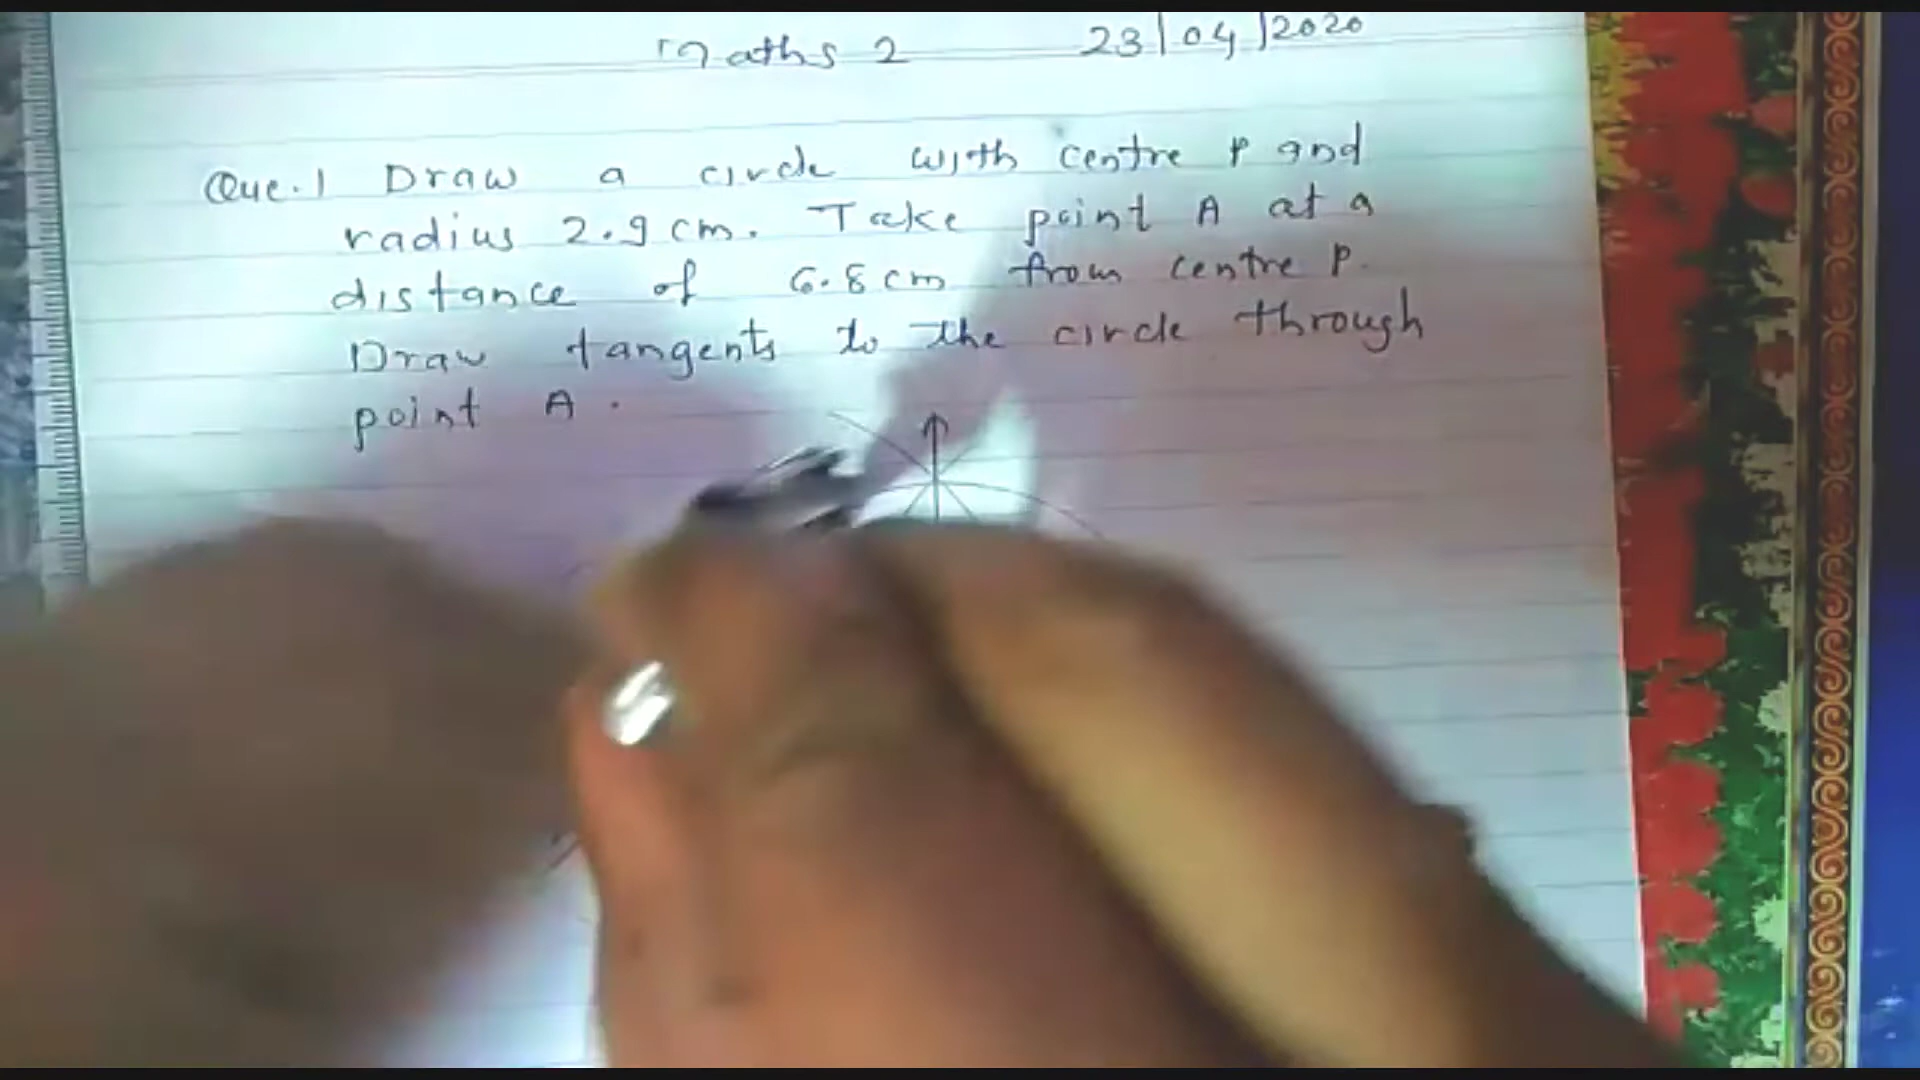 Maths 2 23/04/2020
Que.1 Draw a circle with centre P and
radius 2.9 cm. Take point A at a
distance of 6.8 cm from centre P.
Draw tangents to the circle through
point A.